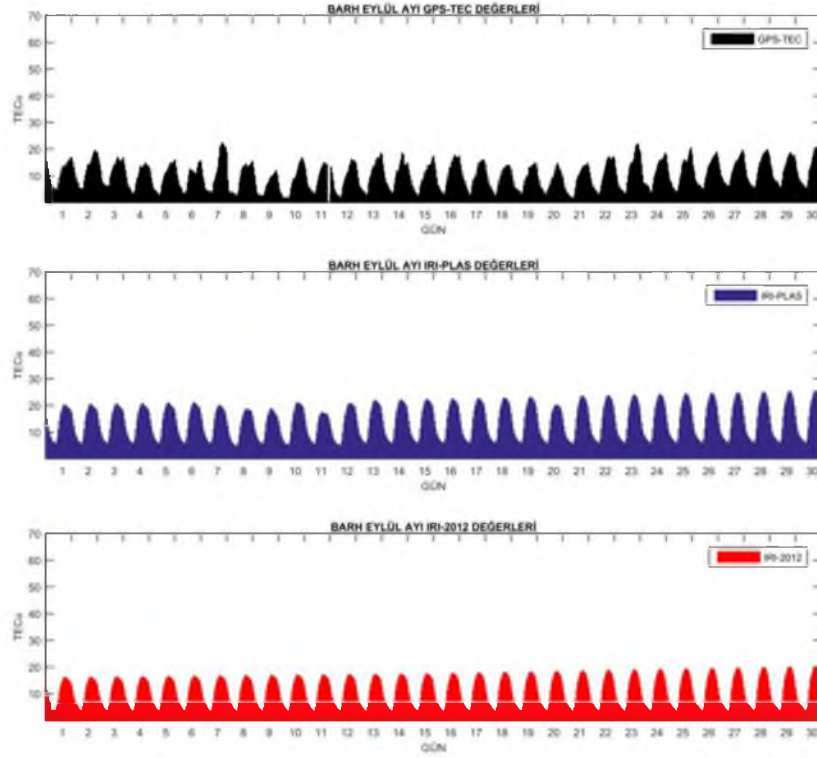 BARH EYLÜL AYI GPS-TEC DEĞERLERİ
70
60
50
40
30
20
10
TECu
GPS-TEC
1 2 3 4 5 6 7 8 9 10 11 12 13 14 15 16 17 18 19 20 21 22 23 24 25 26 27 28 29 30
GÜN
BARH EYLÜL AYI IRI-PLAS DEĞERLERİ
70
60
50
40
30
20
10
TECu
IRI-PLAS
1 2 3 4 5 6 7 8 9 10 11 12 13 14 15 16 17 18 19 20 21 22 23 24 25 26 27 28 29 30
GÜN
BARH EYLÜL AYI IRI-2012 DEĞERLERİ
70
60
50
40
30
20
10
TECu
IRI-2012
1 2 3 4 5 6 7 8 9 10 11 12 13 14 15 16 17 18 19 20 21 22 23 24 25 26 27 28 29 30
GÜN